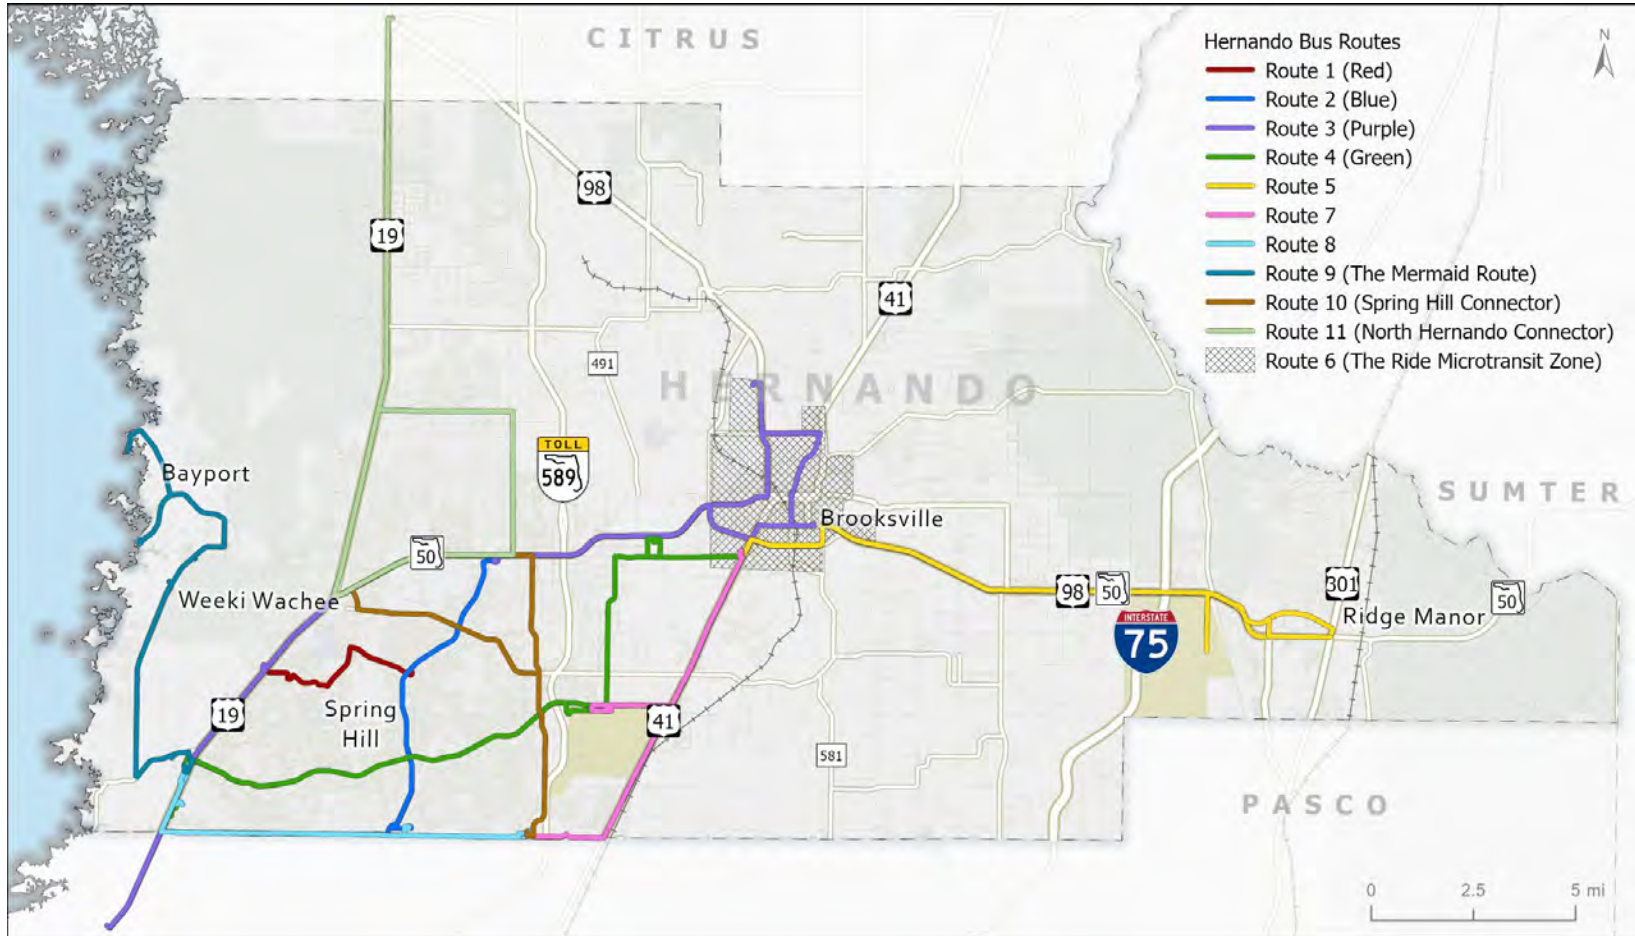 CITRUS
N
Hernando Bus Routes
Route 1 (Red)
Route 2 (Blue)
Route 3 (Purple)
Route 4 (Green)
Route 5
Route 7
Route 8
Route 9 (The Mermaid Route)
Route 10 (Spring Hill Connector)
Route 11 (North Hernando Connector)
Route 6 (The Ride Microtransit Zone)
98
19
41
491
HERNANDO
TOLL
589
Bayport
SUMTER
Brooksville
50
Weeki Wachee
98
50
301
50
Ridge Manor
INTERSTATE
75
19
Spring
Hill
41
581
PASCO
0 2.5 5 mi